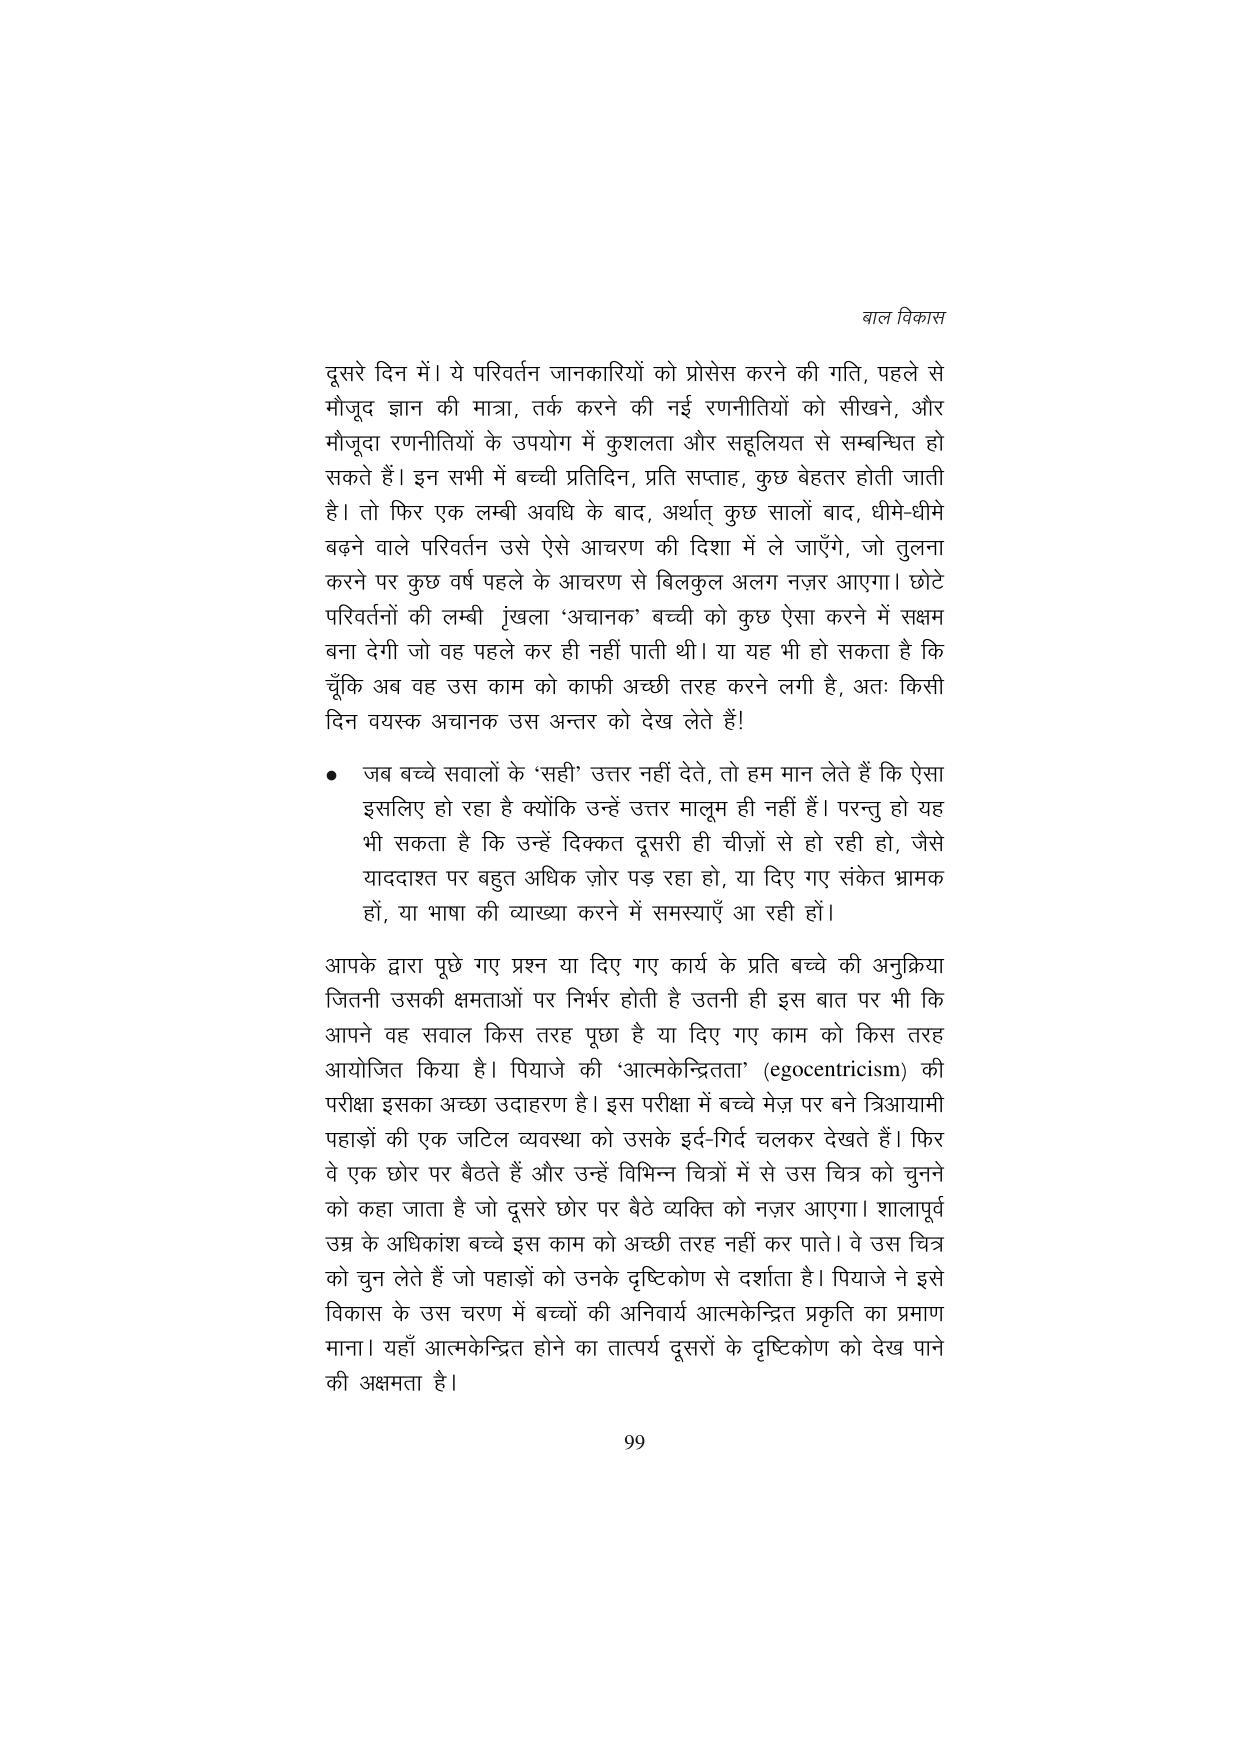 बाल विकास
दूसरे दिन में। ये परिवर्तन जानकारियों को प्रोसेस करने की गति, पहले से
मौजूद ज्ञान की मात्रा, तर्क करने की नई रणनीतियों को सीखने, और
मौजूदा रणनीतियों के उपयोग में कुशलता और सहूलियत से सम्बन्धित हो
सकते हैं। इन सभी में बच्ची प्रतिदिन, प्रति सप्ताह, कुछ बेहतर होती जाती
है। तो फिर एक लम्बी अवधि के बाद, अर्थात् कुछ सालों बाद, धीमे-धीमे
बढ़ने वाले परिवर्तन उसे ऐसे आचरण की दिशा में ले जाएँगे, जो तुलना
करने पर कुछ वर्ष पहले के आचरण से बिलकुल अलग नज़र आएगा। छोटे
परिवर्तनों की लम्बी ‘अचानक’ बच्ची को कुछ ऐसा करने में सक्षम
बना देगी जो वह पहले कर ही नहीं पाती थी। या यह भी हो सकता है कि
चूँकि अब वह उस काम को काफी अच्छी तरह करने लगी है, अतः किसी
दिन वयस्क अचानक उस अन्तर को देख लेते हैं!
● जब बच्चे सवालों के ‘सही’ उत्तर नहीं देते, तो हम मान लेते हैं कि ऐसा
इसलिए हो रहा है क्योंकि उन्हें उत्तर मालूम ही नहीं हैं। परन्तु हो यह
भी सकता है कि उन्हें दिक्कत दूसरी ही चीज़ों से हो रही हो, जैसे
याददाश्त पर बहुत अधिक ज़ोर पड़ रहा हो, या दिए गए संकेत भ्रामक
हों, या भाषा की व्याख्या करने में समस्याएँ आ रही हों।
आपके द्वारा पूछे गए प्रश्न या दिए गए कार्य के प्रति बच्चे की अनुक्रिया
जितनी उसकी क्षमताओं पर निर्भर होती है उतनी ही इस बात पर भी कि
आपने वह सवाल किस तरह पूछा है या दिए गए काम को किस तरह
आयोजित किया है। पियाजे की ‘आत्मकेन्द्रितता’ (egocentricism) की
परीक्षा इसका अच्छा उदाहरण है। इस परीक्षा में बच्चे मेज़ पर बने त्रिआयामी
पहाड़ों की एक जटिल व्यवस्था को उसके इर्द-गिर्द चलकर देखते हैं। फिर
वे एक छोर पर बैठते हैं और उन्हें विभिन्न चित्रों में से उस चित्र को चुनने
को कहा जाता है जो दूसरे छोर पर बैठे व्यक्ति को नज़र आएगा। शालापूर्व
उम्र के अधिकांश बच्चे इस काम को अच्छी तरह नहीं कर पाते। वे उस चित्र
को चुन लेते हैं जो पहाड़ों को उनके दृष्टिकोण से दर्शाता है। पियाजे ने इसे
विकास के उस चरण में बच्चों की अनिवार्य आत्मकेन्द्रित प्रकृति का प्रमाण
माना। यहाँ आत्मकेन्द्रित होने का तात्पर्य दूसरों के दृष्टिकोण को देख पाने
की अक्षमता है।
99